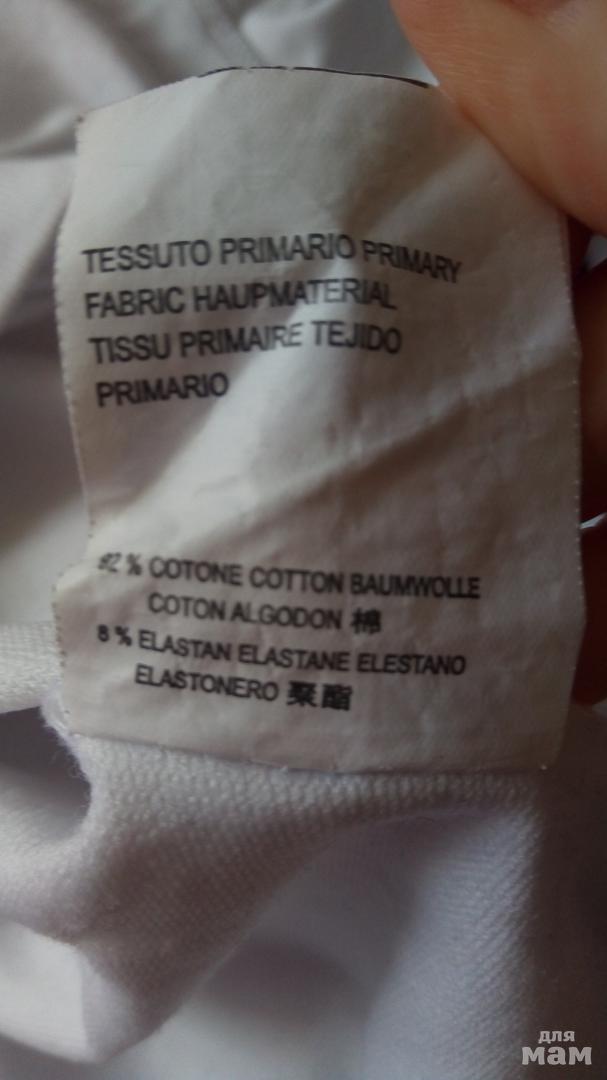 TESSUTO PRIMARIO PRIMARY
FABRIC HAUPMATERIAL
TISSU PRIMAIRE TEJIDO
PRIMARIO
92 % COTONE COTTON BAUMWOLLE
COTON ALGODON 棉
8 % ELASTAN ELASTANE ELESTANO
ELASTONERO 聚酯
для
мам